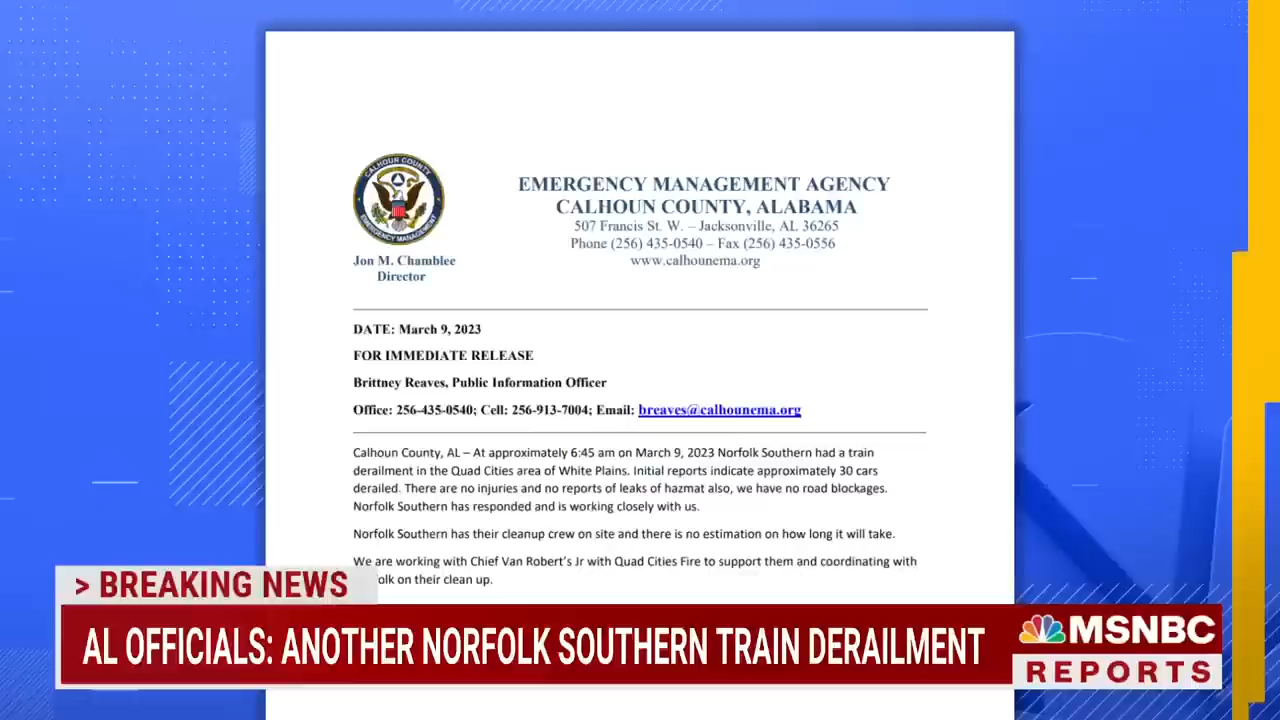 CALHOUN COUNTY
EMERGENCY MANAGEMENT
Jon M. Chamblee
Director
EMERGENCY MANAGEMENT AGENCY
CALHOUN COUNTY, ALABAMA
507 Francis St. W. – Jacksonville, AL 36265
Phone (256) 435-0540 – Fax (256) 435-0556
www.calhounema.org
DATE: March 9, 2023
FOR IMMEDIATE RELEASE
Brittney Reaves, Public Information Officer
Office: 256-435-0540; Cell: 256-913-7004; Email: breaves@calhounema.org
Calhoun County, AL – At approximately 6:45 am on March 9, 2023 Norfolk Southern had a train
derailment in the Quad Cities area of White Plains. Initial reports indicate approximately 30 cars
derailed. There are no injuries and no reports of leaks of hazmat also, we have no road blockages.
Norfolk Southern has responded and is working closely with us.
Norfolk Southern has their cleanup crew on site and there is no estimation on how long it will take.
We are working with Chief Van Robert's Jr with Quad Cities Fire to support them and coordinating with
olk on their clean up.
> BREAKING NEWS
AL OFFICIALS: ANOTHER NORFOLK SOUTHERN TRAIN DERAILMENT
MSNBC
REPORTS